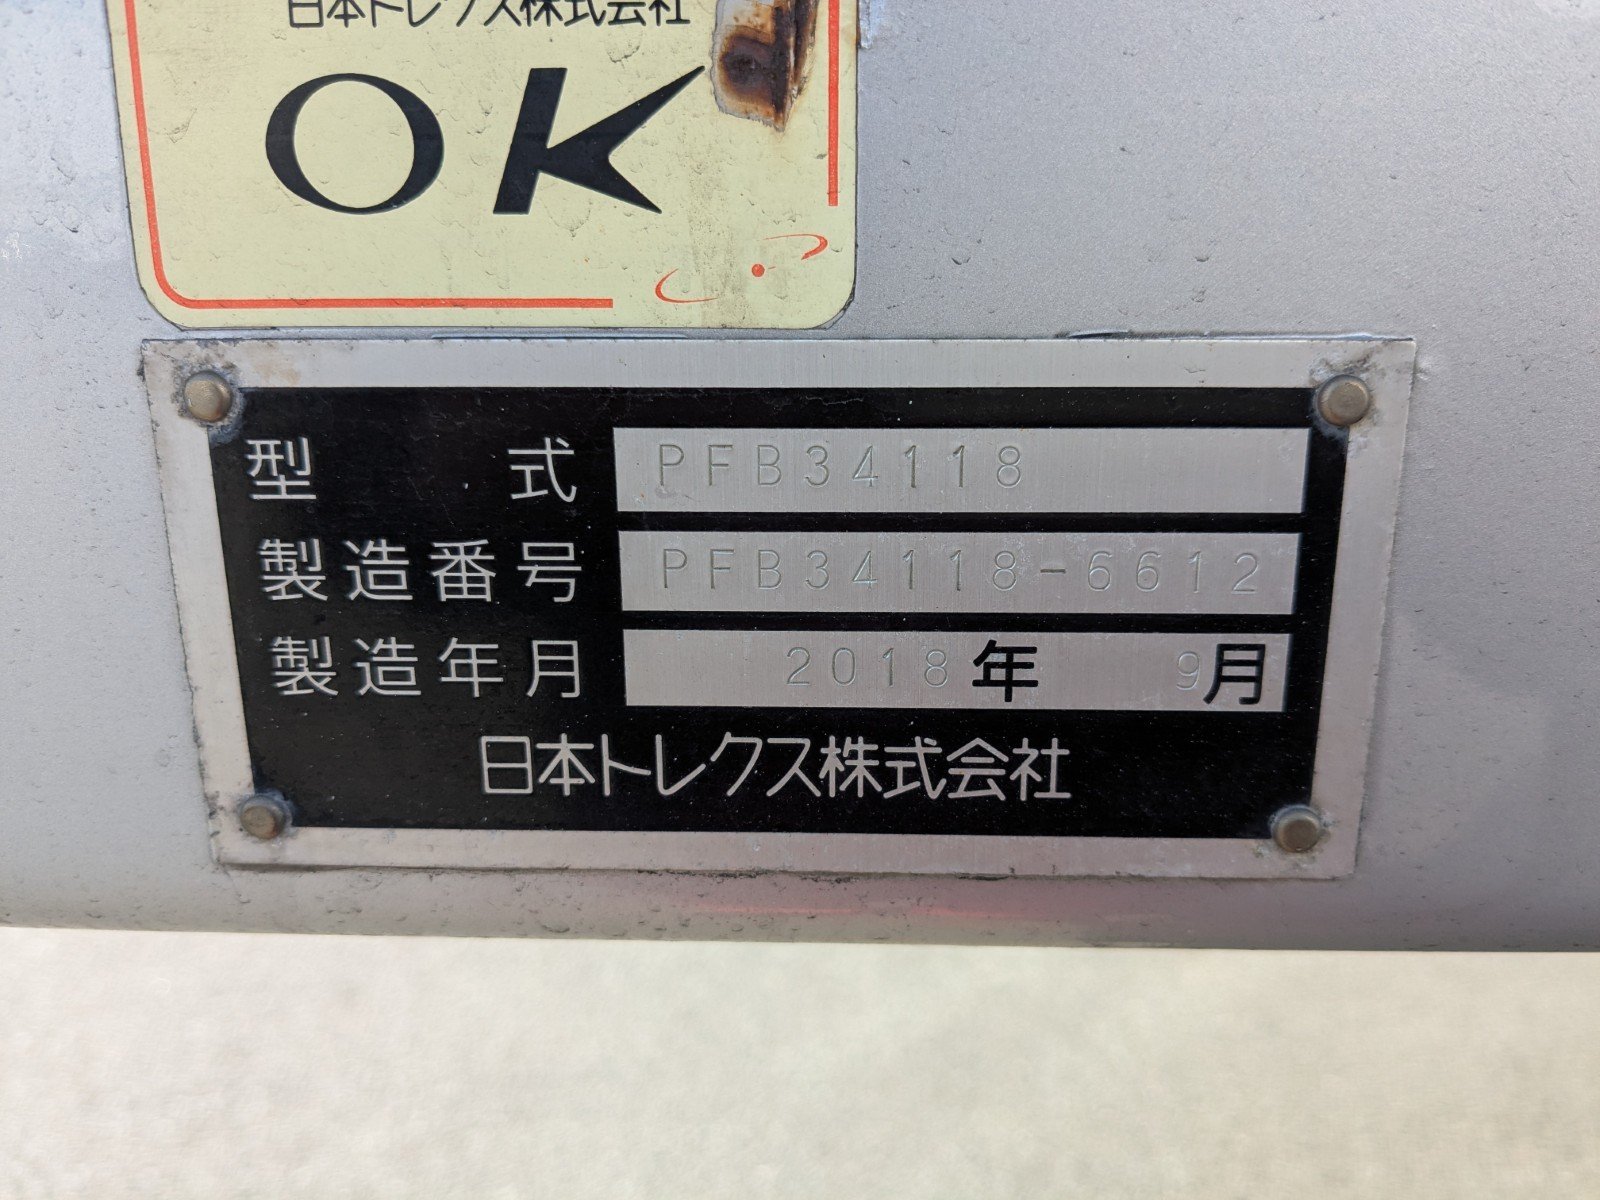 日本トレクス株式会社
OK
型式 PFB34118
製造番号 PFB34118-6612
製造年月 2018年 9月
日本トレクス株式会社